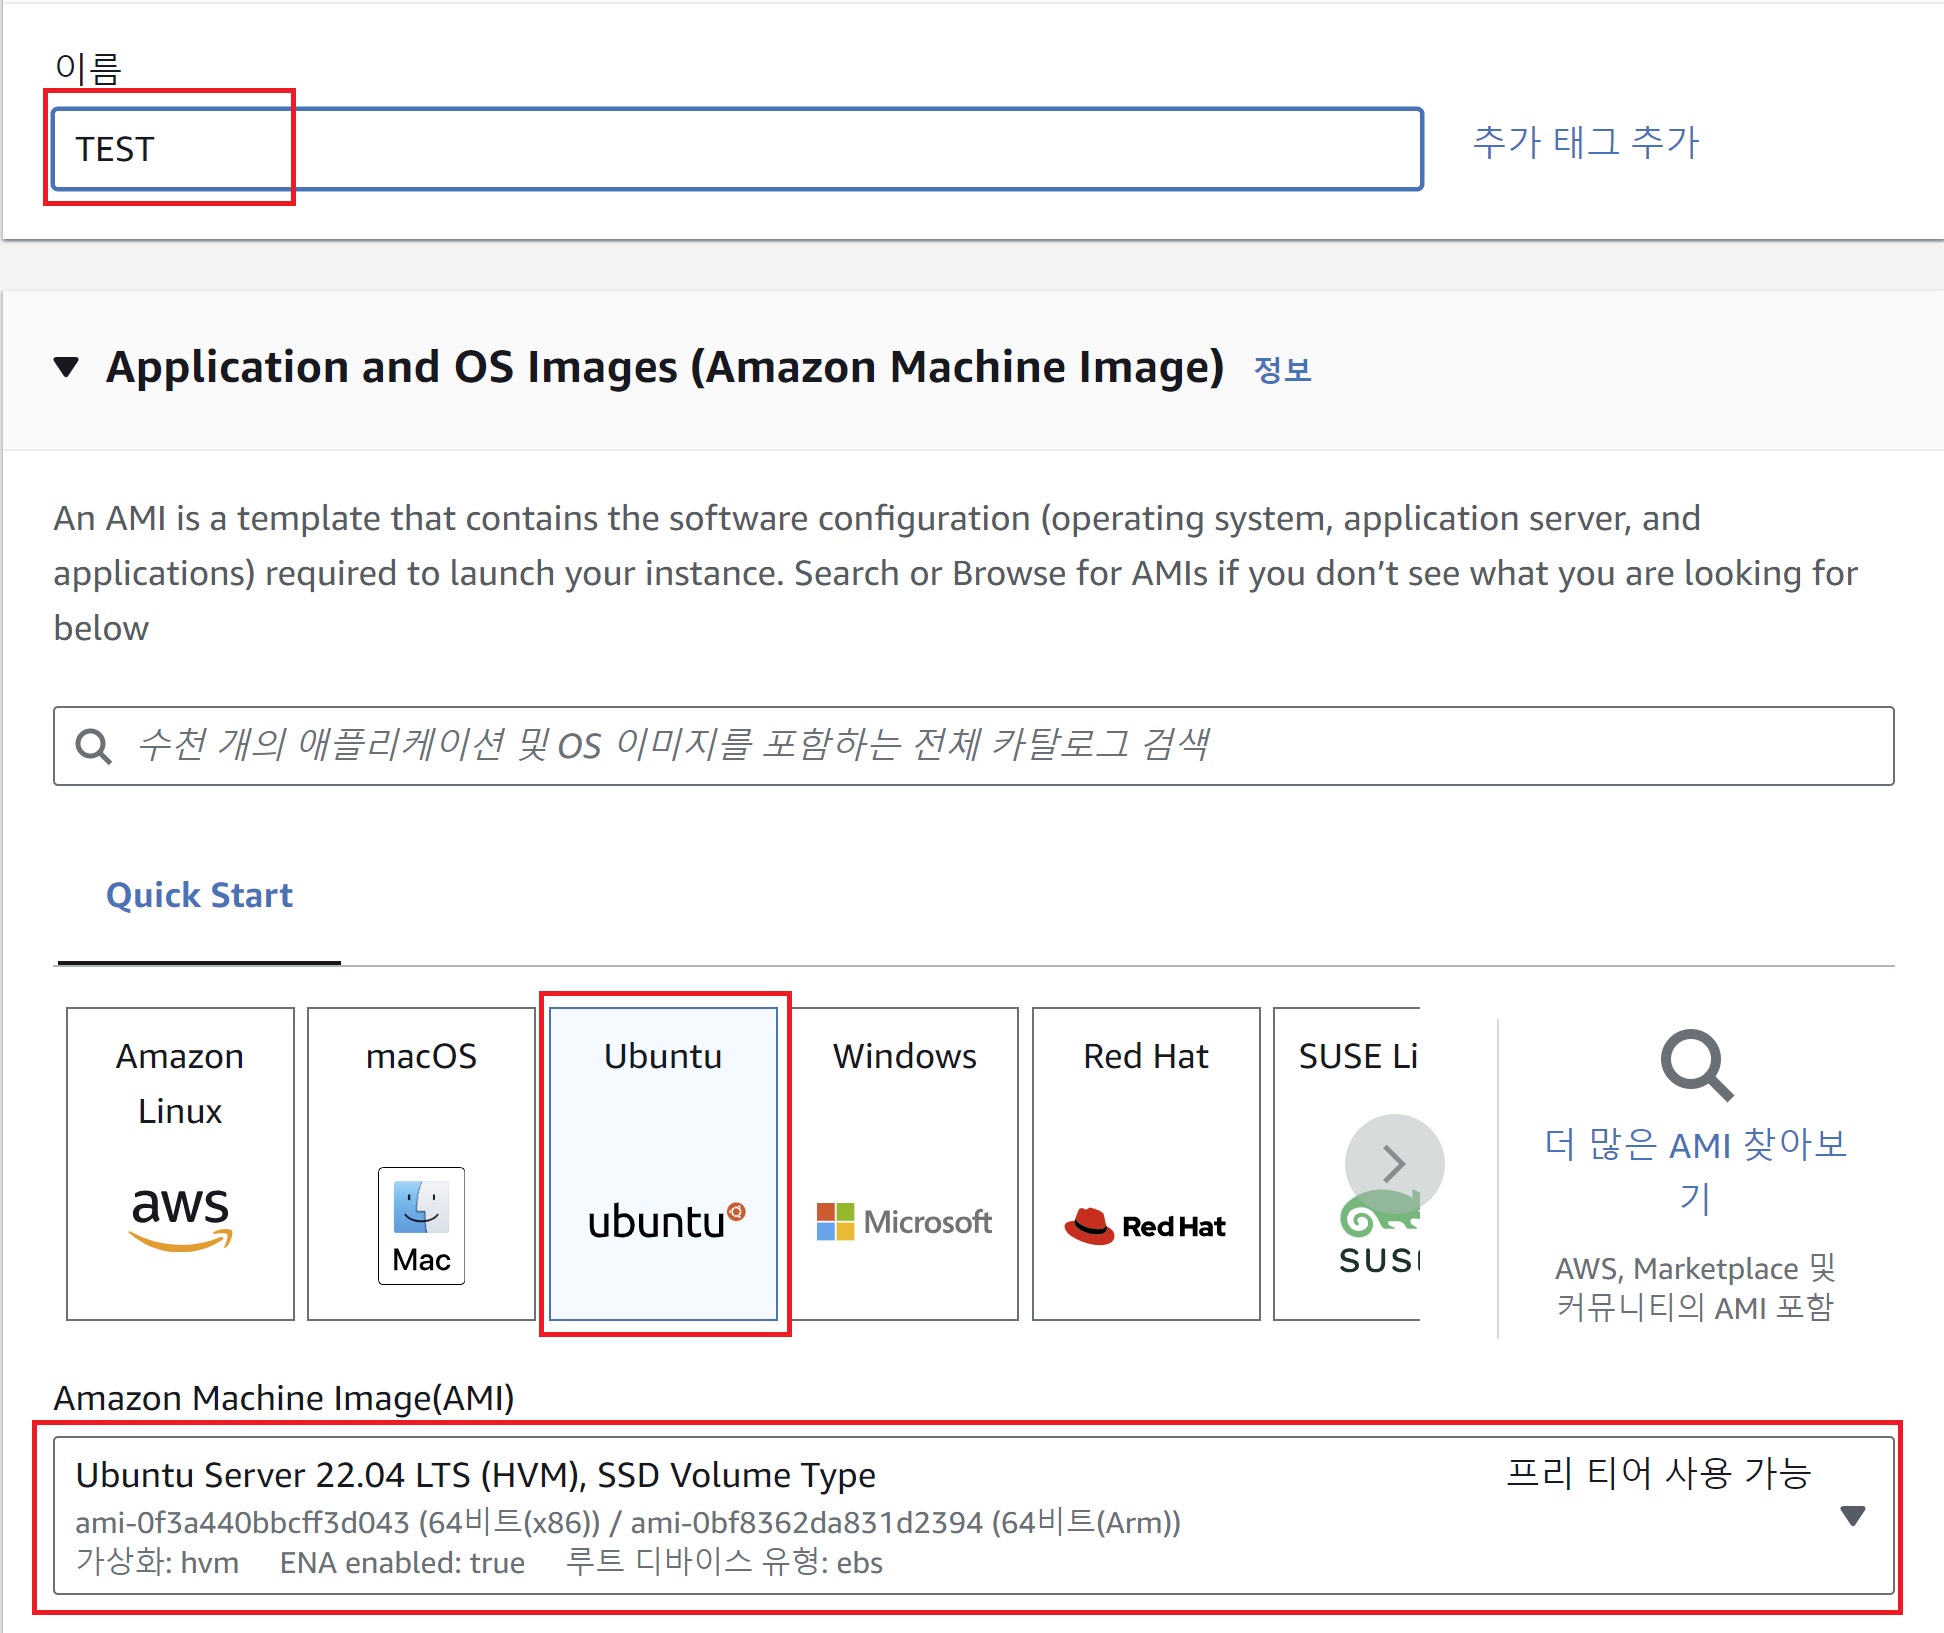 이름
TEST
추가 태그 추가
Application and OS Images (Amazon Machine Image) 정보
An AMI is a template that contains the software configuration (operating system, application server, and
applications) required to launch your instance. Search or Browse for AMIs if you don’t see what you are looking for
below
수천 개의 애플리케이션 및 OS 이미지를 포함하는 전체 카탈로그 검색
Quick Start
Amazon
Linux
aws
macOS
Mac
Ubuntu
ubuntu
Windows
Microsoft
Red Hat
Red Hat
SUSE Li
SUS
더 많은 AMI 찾아보
기
AWS, Marketplace 및
커뮤니티의 AMI 포함
Amazon Machine Image(AMI)
Ubuntu Server 22.04 LTS (HVM), SSD Volume Type
프리 티어 사용 가능
ami-0f3a440bbcff3d043 (64비트(x86)) / ami-0bf8362da831d2394 (64비트(Arm))
가상화: hvm ENA enabled: true 루트 디바이스 유형: ebs